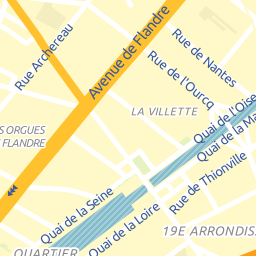 Rue Archereau
Avenue de Flandre
Rue de Nantes
Rue de l'Ourcq
LA VILLETTE
Quai de l'Oise
Quai de la Ma
S ORGUES
FLANDRE
Rue de Thionville
Quai de la Seine
Quai de la Loire
19E ARRONDIS
QUARTIER